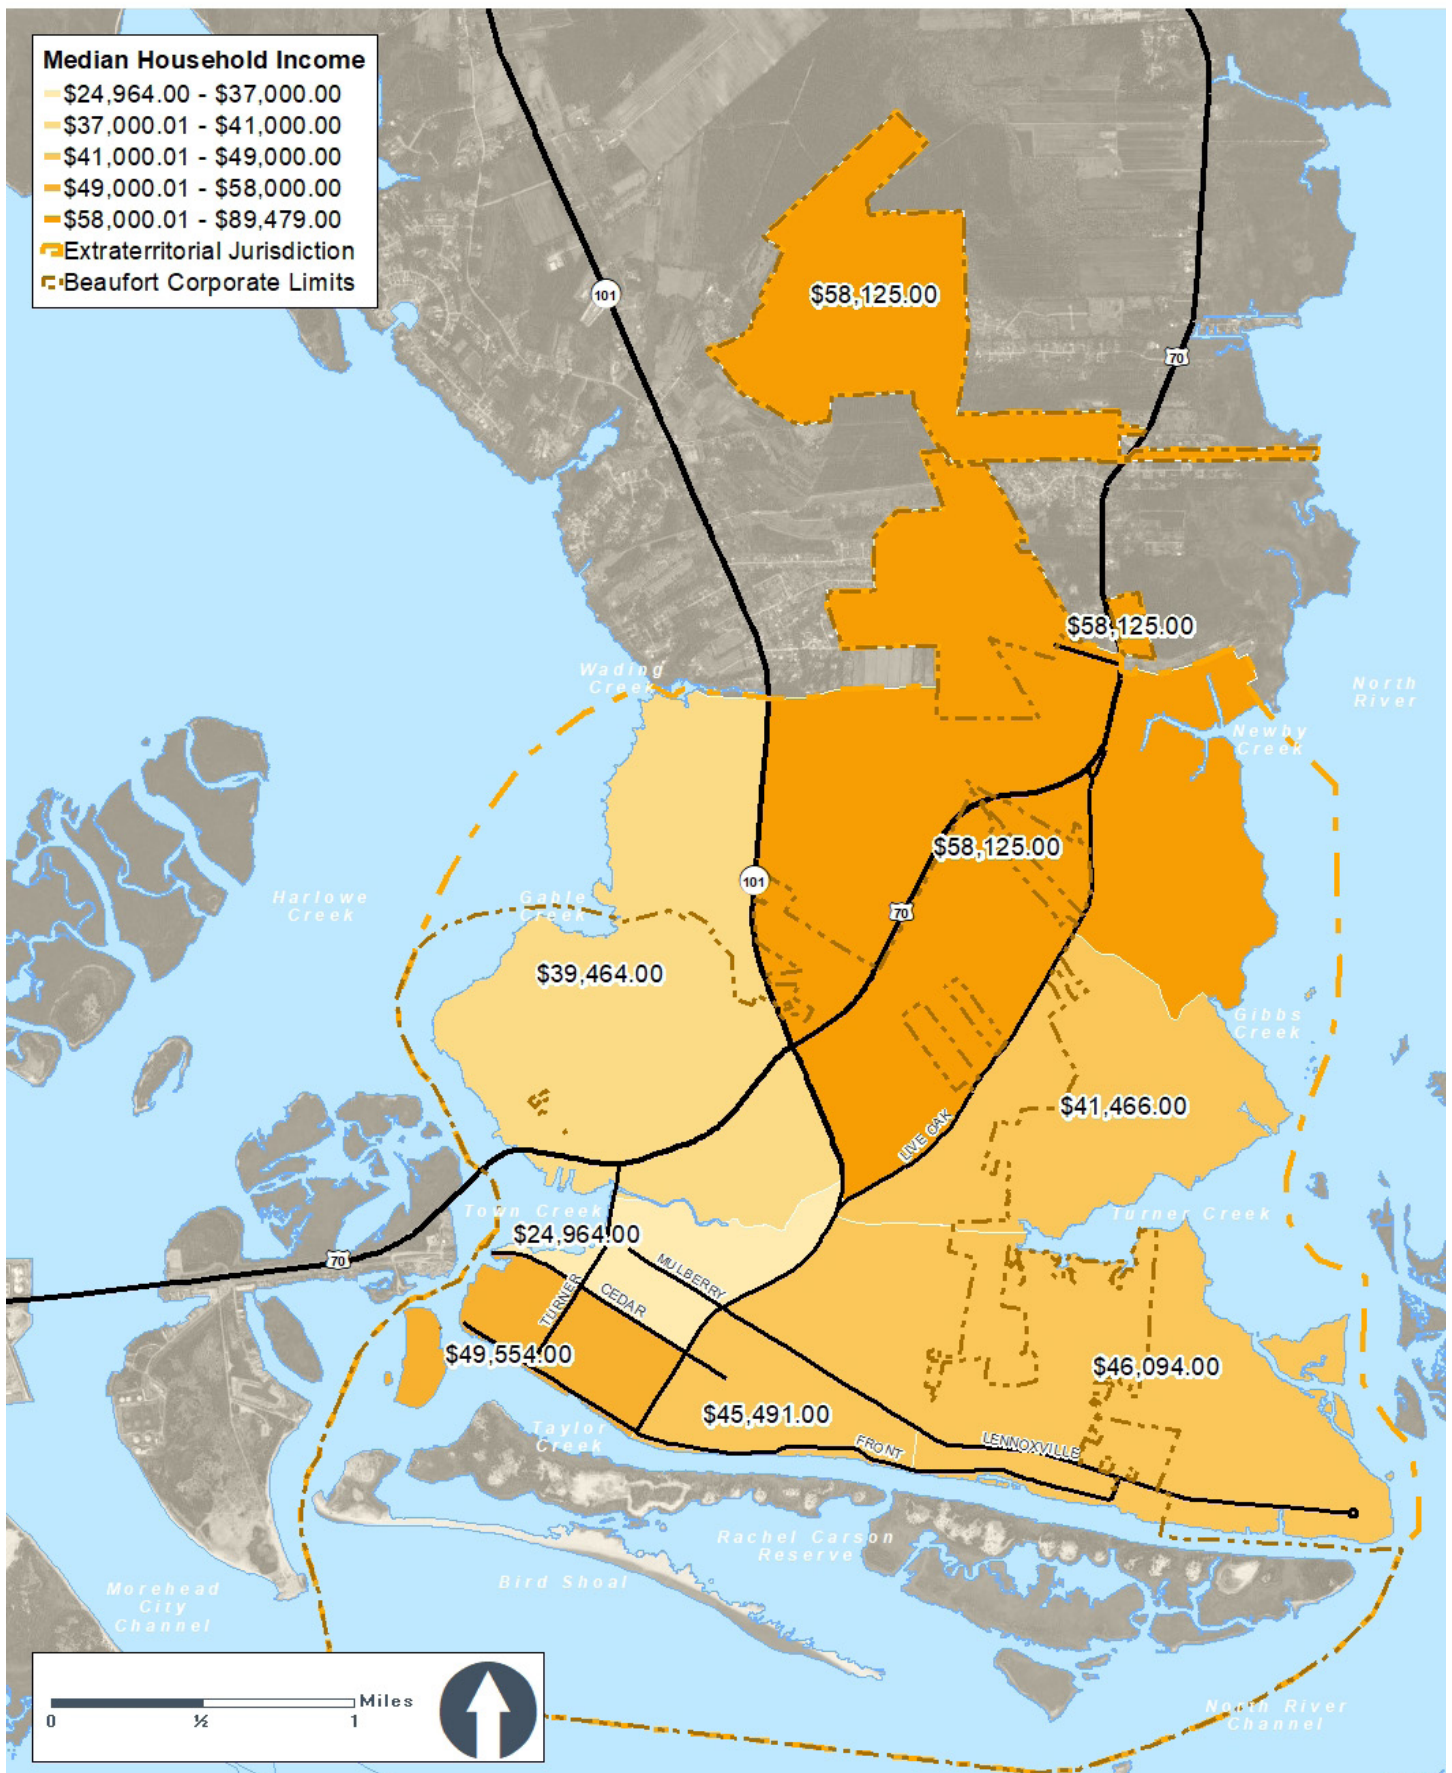 Median Household Income
$24,964.00 - $37,000.00
$37,000.01 - $41,000.00
$41,000.01 - $49,000.00
$49,000.01 - $58,000.00
$58,000.01 - $89,479.00
Extraterritorial Jurisdiction
Beaufort Corporate Limits
101
$58,125.00
70
$58,125.00
Wading
Creek
North
River
Newby
Creek
$58,125.00
101
70
Harlowe
Creek
Gable
Creek
$39,464.00
Gibbs
Creek
$41,466.00
LIVE OAK
Town Creek
Turner Creek
$24,964.00
70
MULBERRY
TURNER
CEDAR
$49,554.00
$46,094.00
$45,491.00
Taylor
Creek
FRONT
LENNOXVILLE
Rachel Carson
Reserve
Bird Shoal
Morehead
City
Channel
Miles
0 ½ 1
North River
Channel